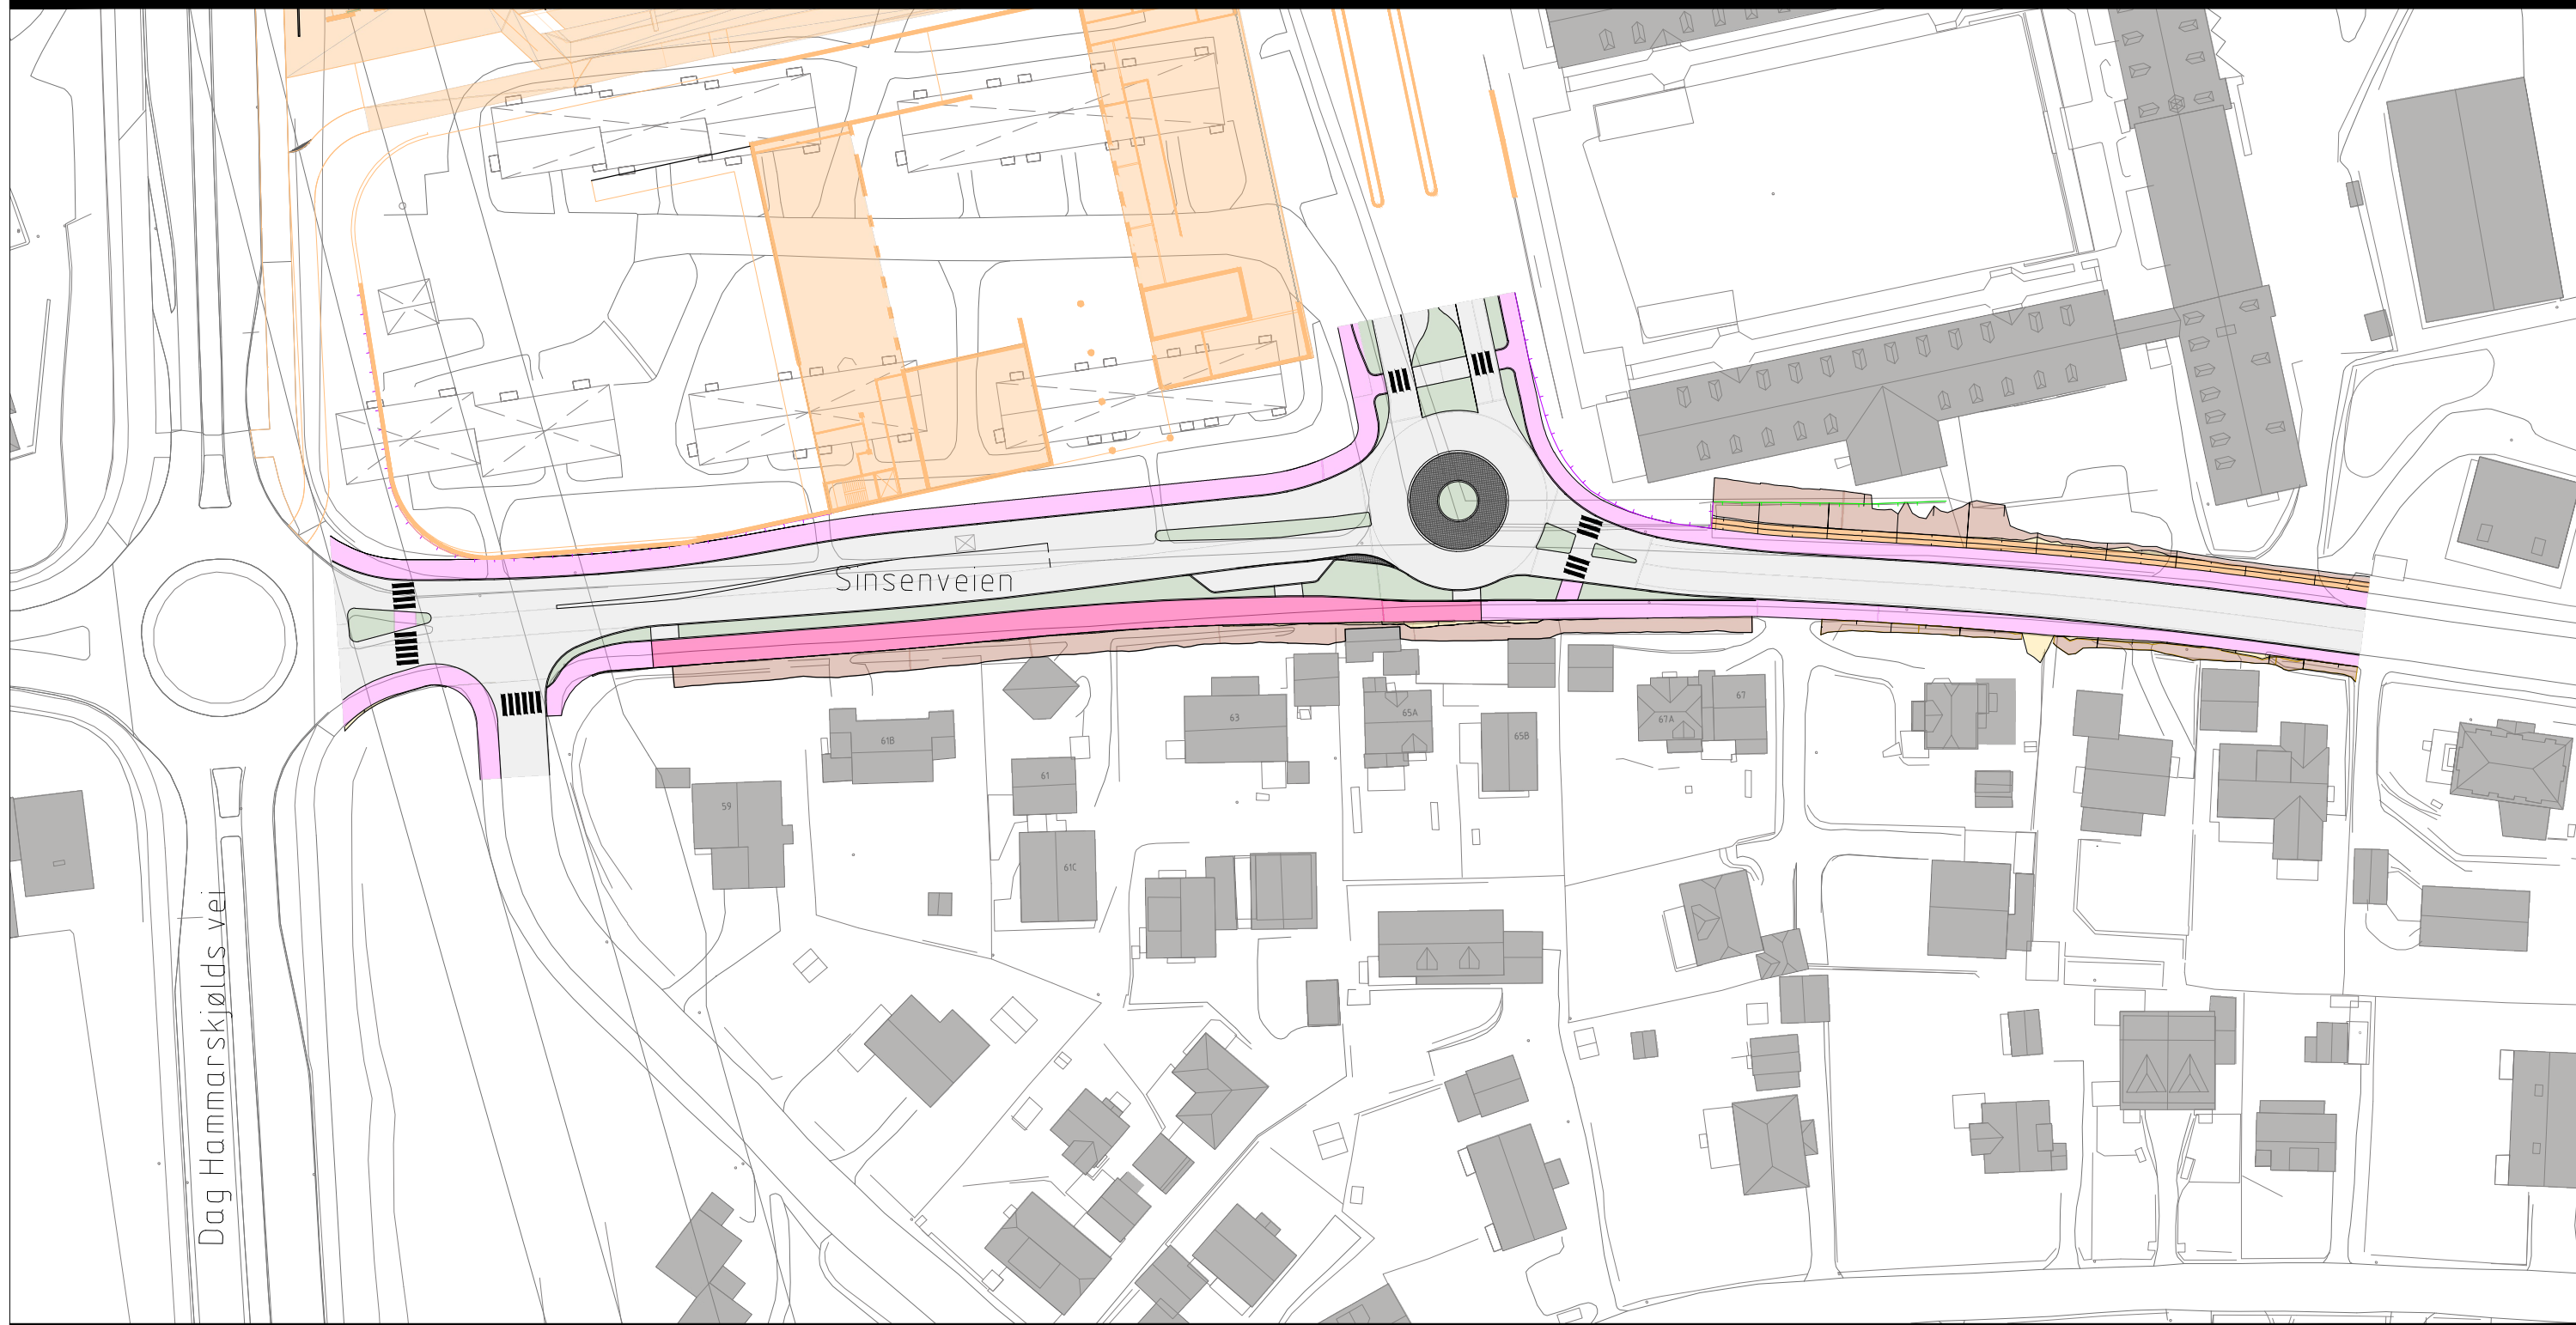 Sinsenveien
63
65A
65B
67A
67
61B
61
59
61C
Dag Hammarskjølds vei